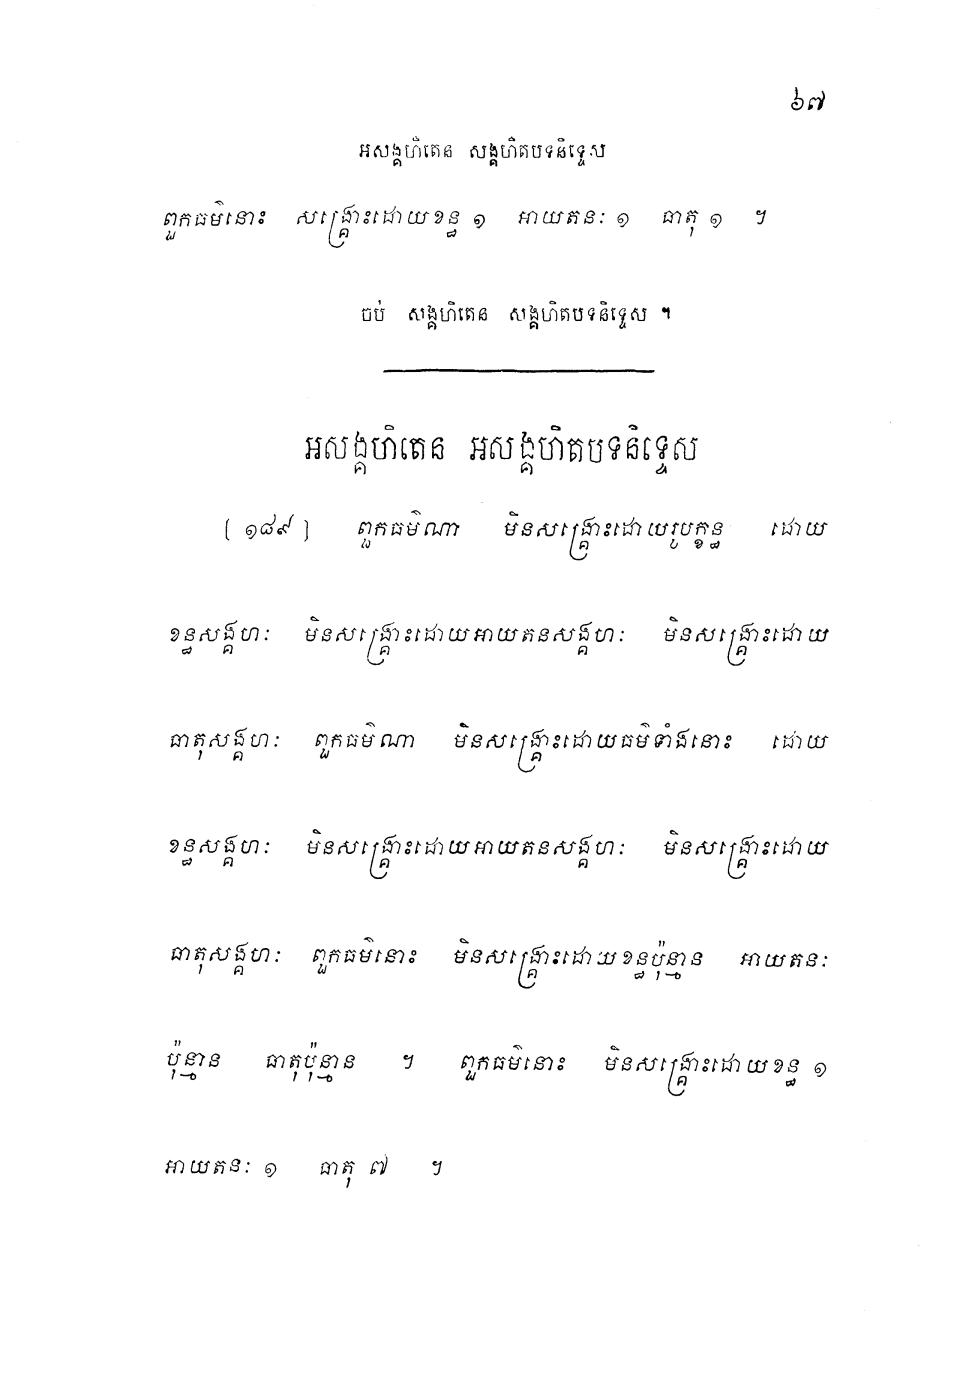 ៦៧
អសង្គហិតេន សង្គហិតបទនិទ្ទេស
ពួកធម៌នោះ សង្គ្រោះដោយខន្ធ ១ អាយតនៈ ១ ធាតុ ១ ។
ចប់ សង្គហិតេន សង្គហិតបទនិទ្ទេស ។
អសង្គហិតេន អសង្គហិតបទនិទ្ទេស
[១៨៩] ពួកធម៌ណា មិនសង្គ្រោះដោយរូបក្ខន្ធ ដោយ
ខន្ធសង្គហៈ មិនសង្គ្រោះដោយអាយតនសង្គហៈ មិនសង្គ្រោះដោយ
ធាតុសង្គហៈ ពួកធម៌ណា មិនសង្គ្រោះដោយធម៌ទាំងនោះ ដោយ
ខន្ធសង្គហៈ មិនសង្គ្រោះដោយអាយតនសង្គហៈ មិនសង្គ្រោះដោយ
ធាតុសង្គហៈ ពួកធម៌នោះ មិនសង្គ្រោះដោយខន្ធប៉ុន្មាន អាយតនៈ
ប៉ុន្មាន ធាតុប៉ុន្មាន ។ ពួកធម៌នោះ មិនសង្គ្រោះដោយខន្ធ ១
អាយតនៈ ១ ធាតុ ៧ ។